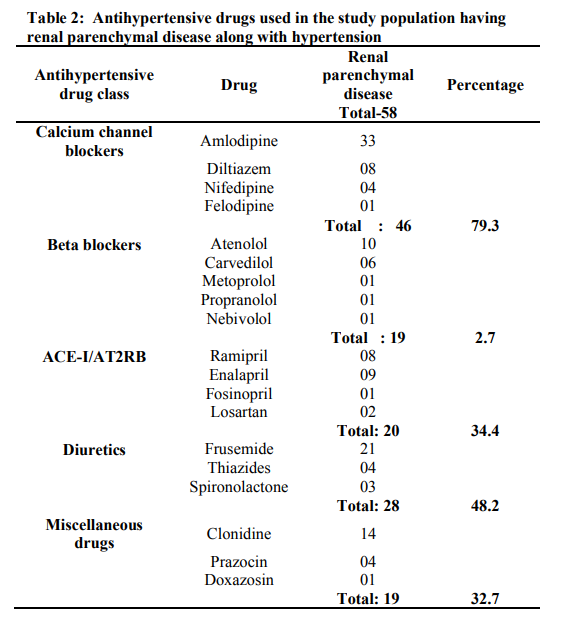 Table 2: Antihypertensive drugs used in the study population having
renal parenchymal disease along with hypertension
Antihypertensive drug class Drug Renal parenchymal disease Total-58 Percentage
Calcium channel blockers Amlodipine 33
Diltiazem 08
Nifedipine 04
Felodipine 01
Total : 46 79.3
Beta blockers Atenolol 10
Carvedilol 06
Metoprolol 01
Propranolol 01
Nebivolol 01
Total : 19 2.7
ACE-I/AT2RB Ramipril 08
Enalapril 09
Fosinopril 01
Losartan 02
Total: 20 34.4
Diuretics Frusemide 21
Thiazides 04
Spironolactone 03
Total: 28 48.2
Miscellaneous drugs Clonidine 14
Prazocin 04
Doxazosin 01
Total: 19 32.7